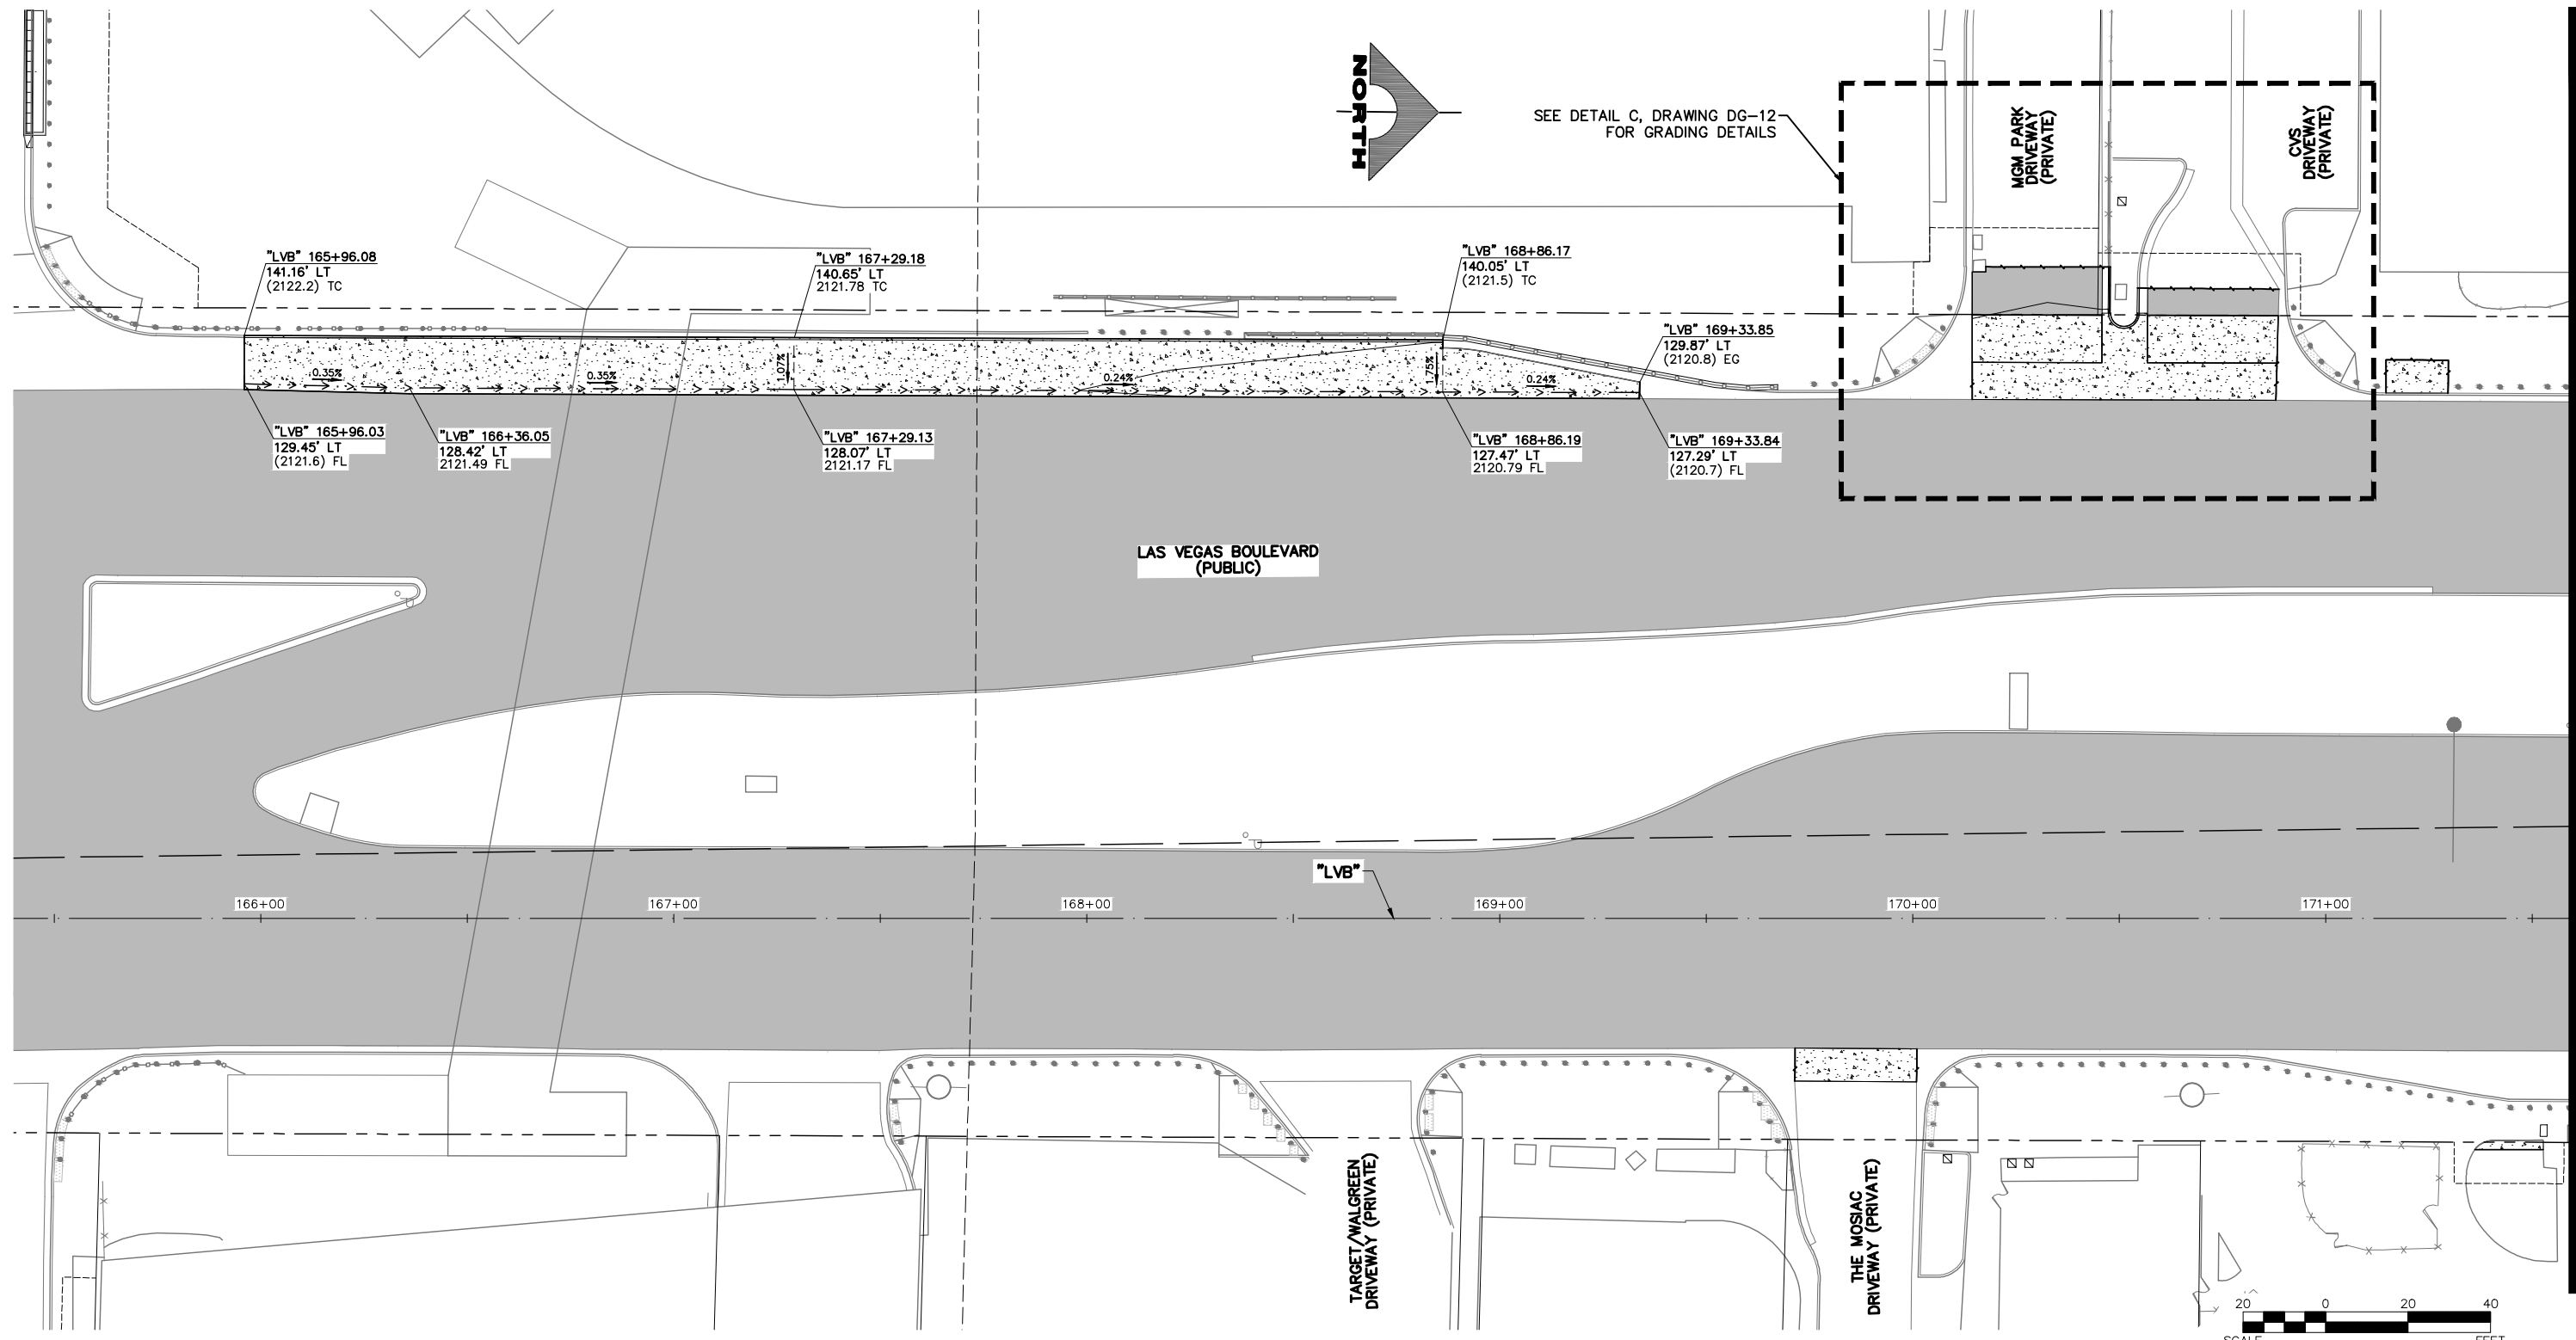 NORTH
SEE DETAIL C, DRAWING DG-12
FOR GRADING DETAILS
MGM PARK
DRIVEWAY
(PRIVATE)
CVS
DRIVEWAY
(PRIVATE)
"LVB" 165+96.08
141.16' LT
(2122.2) TC
"LVB" 167+29.18
140.65' LT
2121.78 TC
"LVB" 168+86.17
140.05' LT
(2121.5) TC
"LVB" 169+33.85
129.87' LT
(2120.8) EG
0.35%
0.35%
1.07%
0.24%
1.75%
0.24%
"LVB" 165+96.03
129.45' LT
(2121.6) FL
"LVB" 166+36.05
128.42' LT
2121.49 FL
"LVB" 167+29.13
128.07' LT
2121.17 FL
"LVB" 168+86.19
127.47' LT
2120.79 FL
"LVB" 169+33.84
127.29' LT
(2120.7) FL
LAS VEGAS BOULEVARD
(PUBLIC)
"LVB"
166+00
167+00
168+00
169+00
170+00
171+00
TARGET/WALGREEN
DRIVEWAY (PRIVATE)
THE MOSIAC
DRIVEWAY (PRIVATE)
20 0 20 40
SCALE FEET